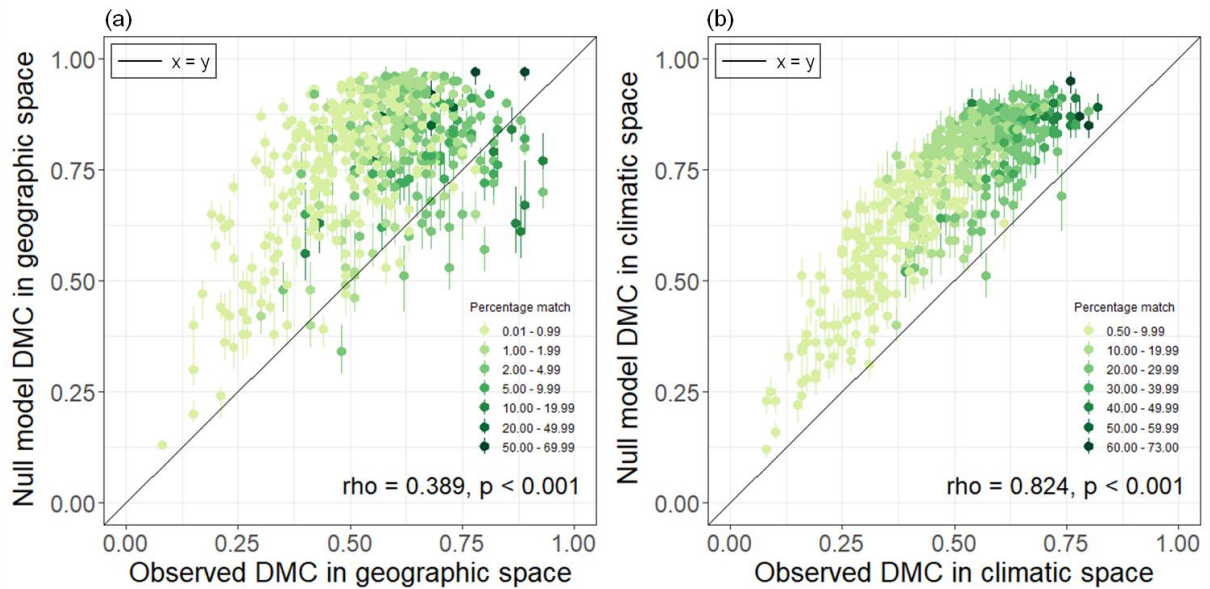 (a)
x = y
Null model DMC in geographic space
1.00
0.75
0.50
0.25
0.00
Percentage match
0.01 - 0.99
1.00 - 1.99
2.00 - 4.99
5.00 - 9.99
10.00 - 19.99
20.00 - 49.99
50.00 - 69.99
rho = 0.389, p < 0.001
0.00 0.25 0.50 0.75 1.00
Observed DMC in geographic space
(b)
x = y
Null model DMC in climatic space
1.00
0.75
0.50
0.25
0.00
Percentage match
0.50 - 9.99
10.00 - 19.99
20.00 - 29.99
30.00 - 39.99
40.00 - 49.99
50.00 - 59.99
60.00 - 73.00
rho = 0.824, p < 0.001
0.00 0.25 0.50 0.75 1.00
Observed DMC in climatic space